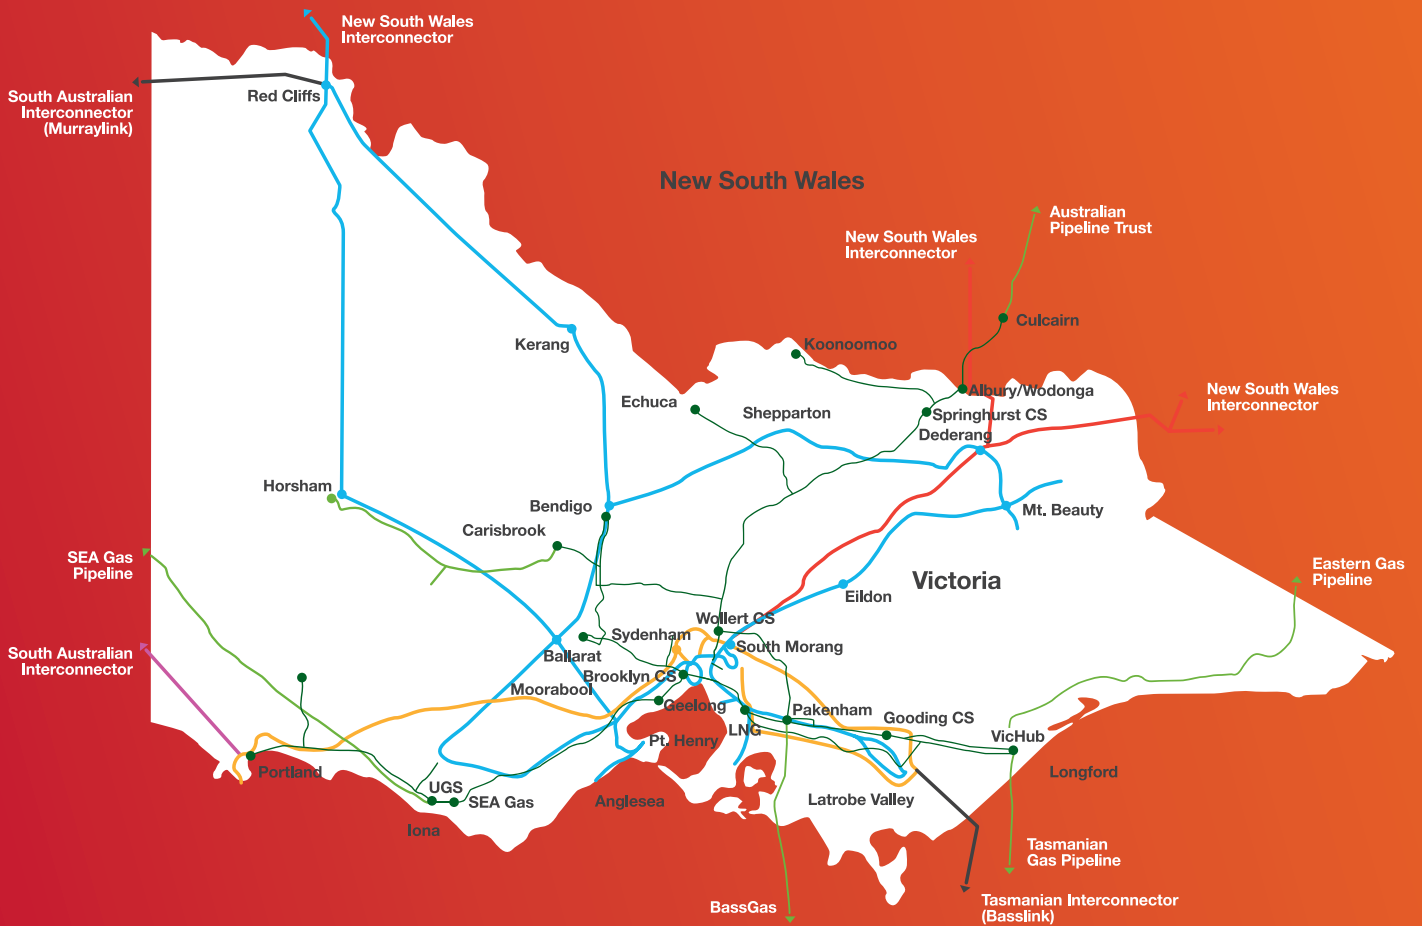 New South Wales
Interconnector
South Australian
Interconnector
(Murraylink)
Red Cliffs
New South Wales
Australian
Pipeline Trust
New South Wales
Interconnector
Culcairn
Kerang
Koonoomoo
Albury/Wodonga
New South Wales
Interconnector
Echuca
Shepparton
Springhurst CS
Dederang
Horsham
Bendigo
Carisbrook
Mt. Beauty
SEA Gas
Pipeline
Victoria
Eastern Gas
Pipeline
Eildon
Wollert CS
Sydenham
South Morang
South Australian
Interconnector
Ballarat
Brooklyn CS
Moorabool
Geelong
Pakenham
Gooding CS
LNG
VicHub
Pt. Henry
Portland
Longford
UGS
SEA Gas
Anglesea
Latrobe Valley
Iona
Tasmanian
Gas Pipeline
BassGas
Tasmanian Interconnector
(Basslink)